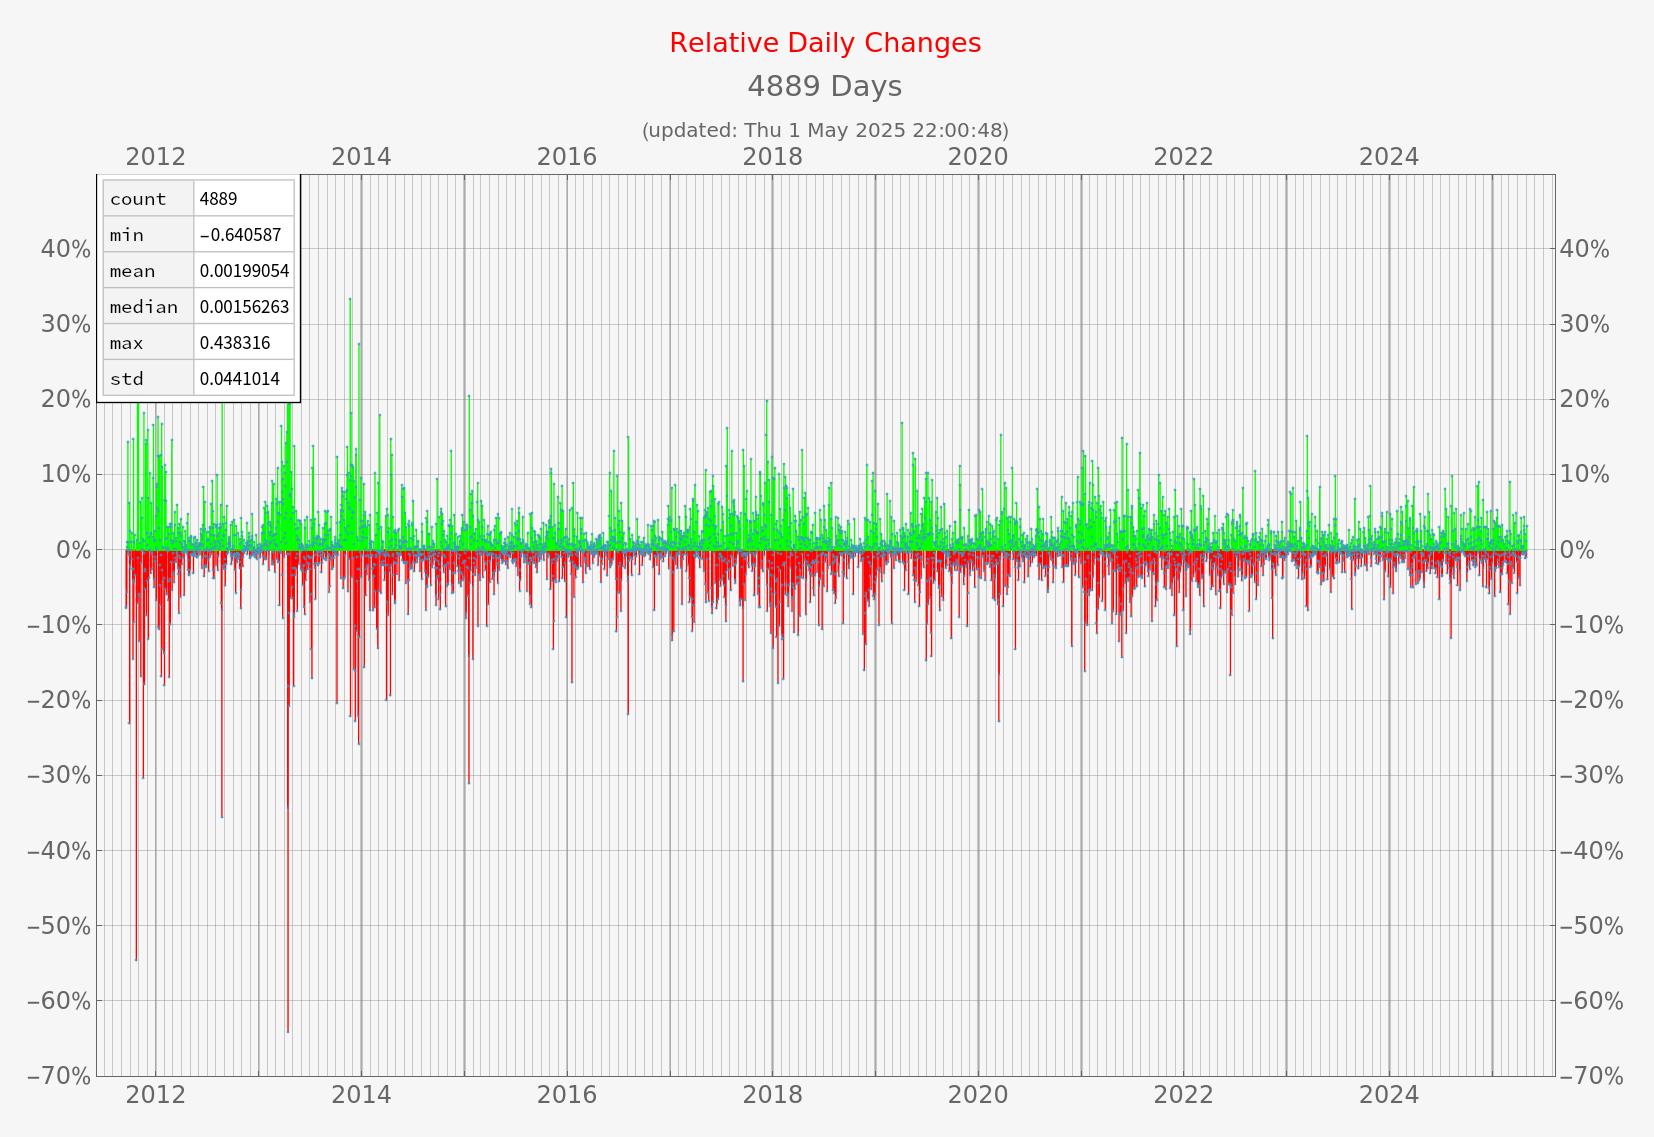 Relative Daily Changes
4889 Days
(updated: Thu 1 May 2025 22:00:48)
2012 2014 2016 2018 2020 2022 2024
count 4889
min −0.640587
mean 0.00199054
median 0.00156263
max 0.438316
std 0.0441014
40% 40%
30% 30%
20% 20%
10% 10%
0% 0%
−10% −10%
−20% −20%
−30% −30%
−40% −40%
−50% −50%
−60% −60%
−70% −70%
2012 2014 2016 2018 2020 2022 2024